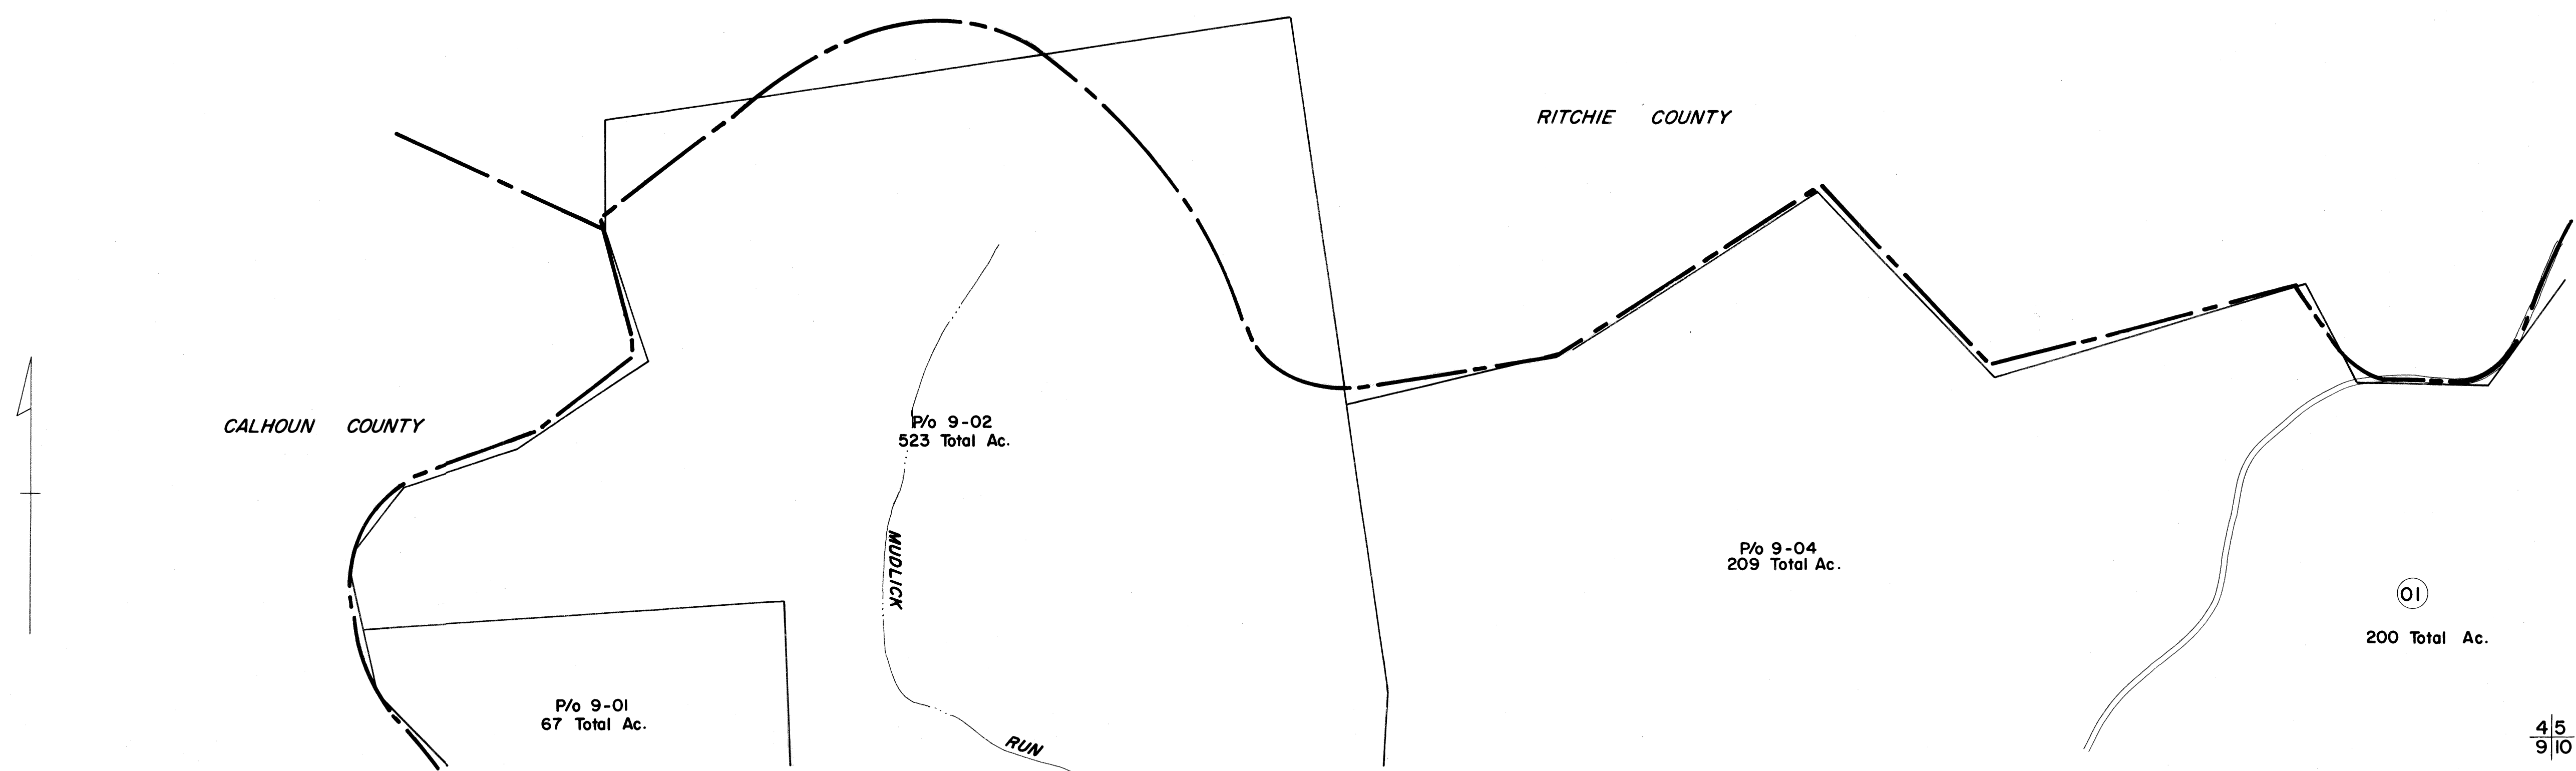 RITCHIE COUNTY
CALHOUN COUNTY
P/o 9-02
523 Total Ac.
MUDLICK
RUN
P/o 9-04
209 Total Ac.
01
200 Total Ac.
P/o 9-01
67 Total Ac.
4 5
9 10